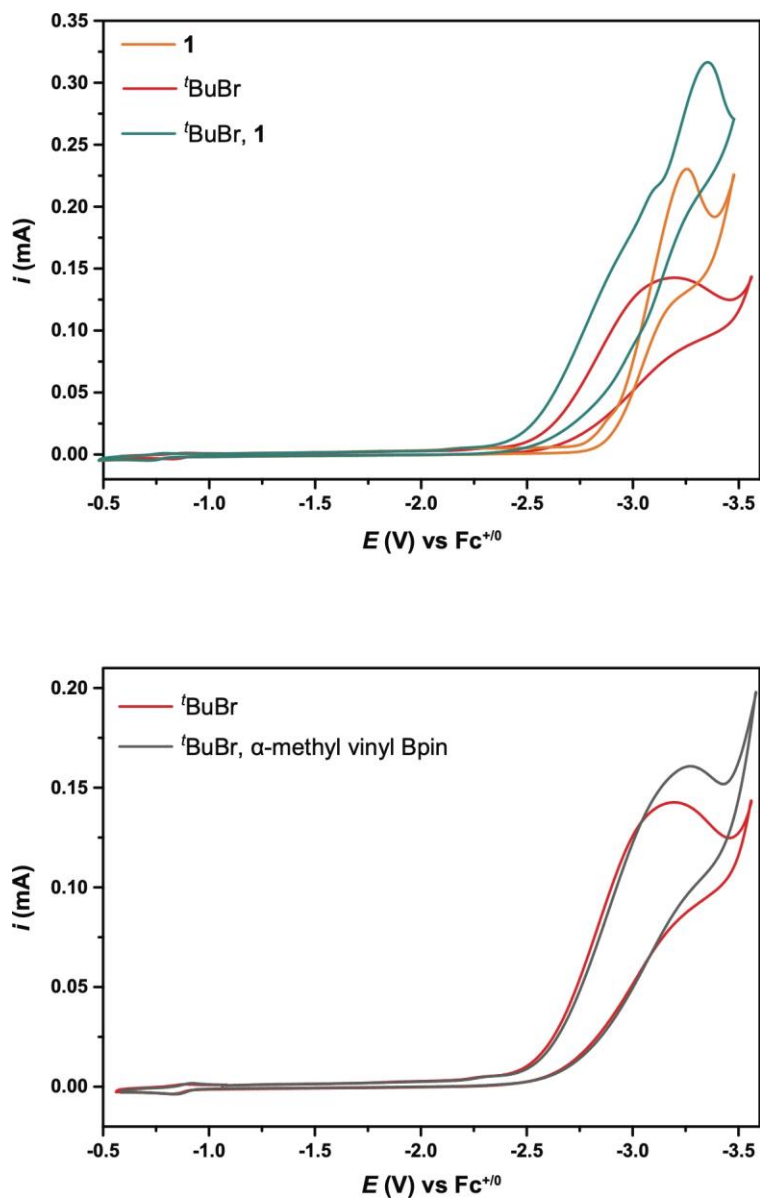 1
ᵗBuBr
ᵗBuBr, 1
0.35
0.30
0.25
0.20
0.15
0.10
0.05
0.00
i (mA)
-0.5 -1.0 -1.5 -2.0 -2.5 -3.0 -3.5
E (V) vs Fc⁺ᐟ⁰
ᵗBuBr
ᵗBuBr, α-methyl vinyl Bpin
0.20
0.15
0.10
0.05
0.00
i (mA)
-0.5 -1.0 -1.5 -2.0 -2.5 -3.0 -3.5
E (V) vs Fc⁺ᐟ⁰